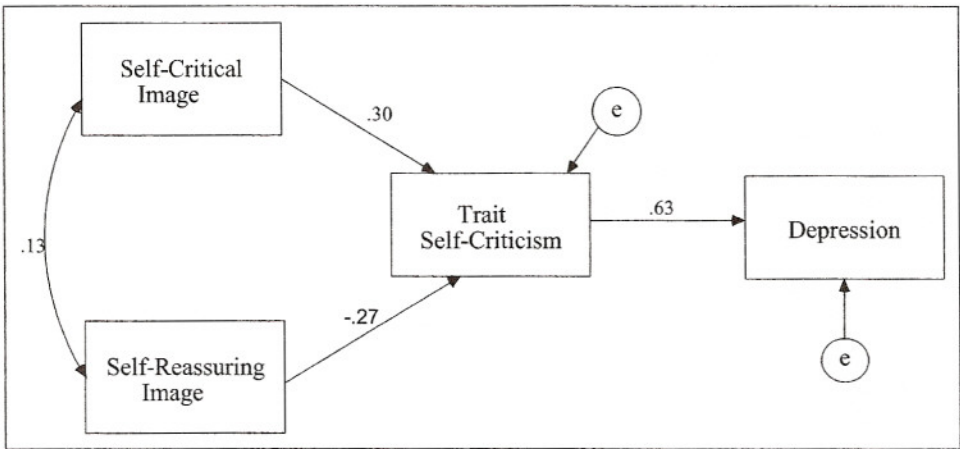 Self-Critical
Image
.30
e
Trait
Self-Criticism
.63
Depression
.13
-.27
Self-Reassuring
Image
e